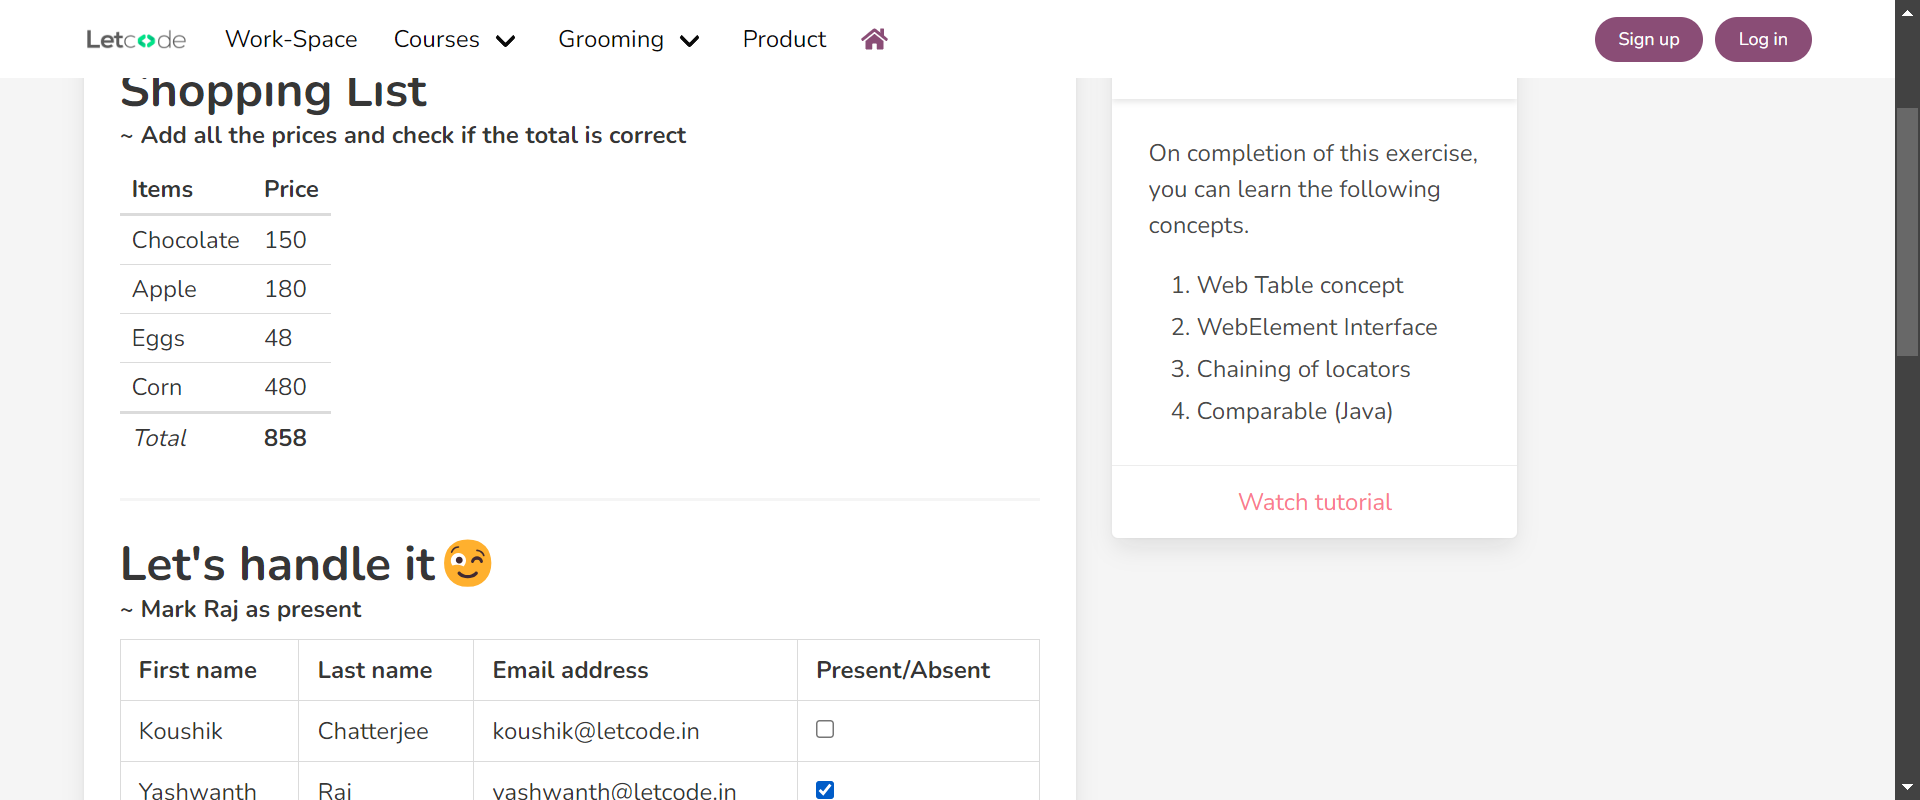 Letcode Work-Space Courses Grooming Product Sign up Log in
Shopping List
~ Add all the prices and check if the total is correct
Items Price
Chocolate 150
Apple 180
Eggs 48
Corn 480
Total 858
Let's handle it
~ Mark Raj as present
First name Last name Email address Present/Absent
Koushik Chatterjee koushik@letcode.in
Yashwanth Raj yashwanth@letcode.in
On completion of this exercise,
you can learn the following
concepts.
1. Web Table concept
2. WebElement Interface
3. Chaining of locators
4. Comparable (Java)
Watch tutorial